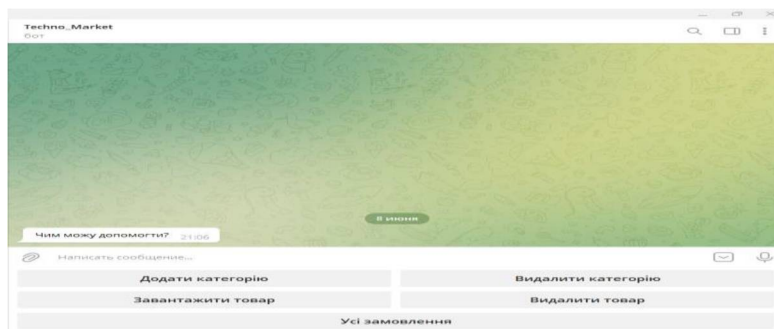 Techno_Market
бот
8 июня
Чим можу допомогти? 21:06
Написать сообщение...
Додати категорію Видалити категорію
Завантажити товар Видалити товар
Усі замовлення